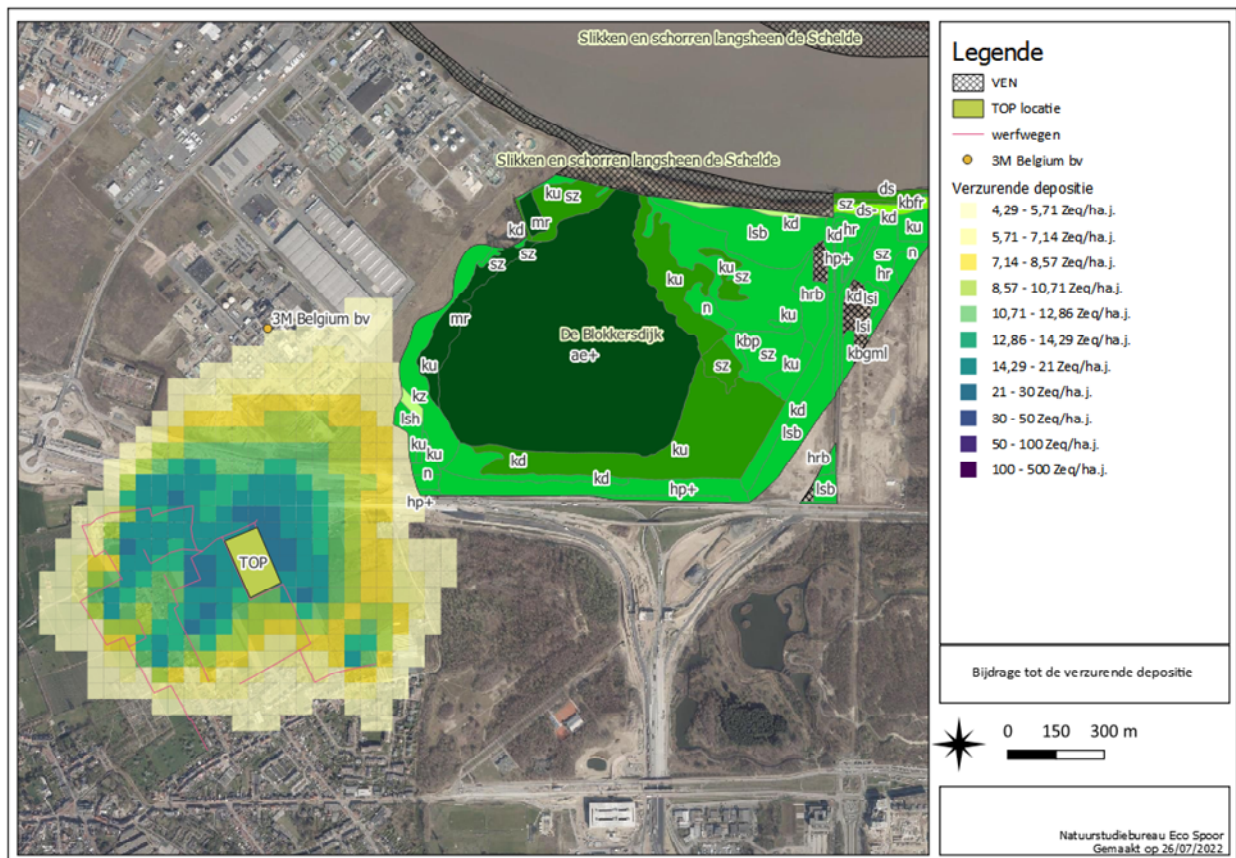 Slikken en schorren langsheen de Schelde
Slikken en schorren langsheen de Schelde
ku
sz
mr
kd
sz
sz
ds
sz
ds-
kbfr
kd
kd
lsb
kd
hr
ku
hp+
sz
n
hr
ku
ku
sz
hrb
kd
lsi
n
ku
lsi
mr
3M Belgium bv
De Blokkersdijk
ae+
kbp
sz
kbgml
ku
sz
ku
kz
lsh
kd
lsb
ku
ku
ku
n
kd
kd
hp+
hrb
lsb
hp+
TOP
Legende
VEN
TOP locatie
werfwegen
3M Belgium bv
Verzurende depositie
4,29 - 5,71 Zeq/ha.j.
5,71 - 7,14 Zeq/ha.j.
7,14 - 8,57 Zeq/ha.j.
8,57 - 10,71 Zeq/ha.j.
10,71 - 12,86 Zeq/ha.j.
12,86 - 14,29 Zeq/ha.j.
14,29 - 21 Zeq/ha.j.
21 - 30 Zeq/ha.j.
30 - 50 Zeq/ha.j.
50 - 100 Zeq/ha.j.
100 - 500 Zeq/ha.j.
Bijdrage tot de verzurende depositie
0 150 300 m
Natuurstudiebureau Eco Spoor
Gemaakt op 26/07/2022